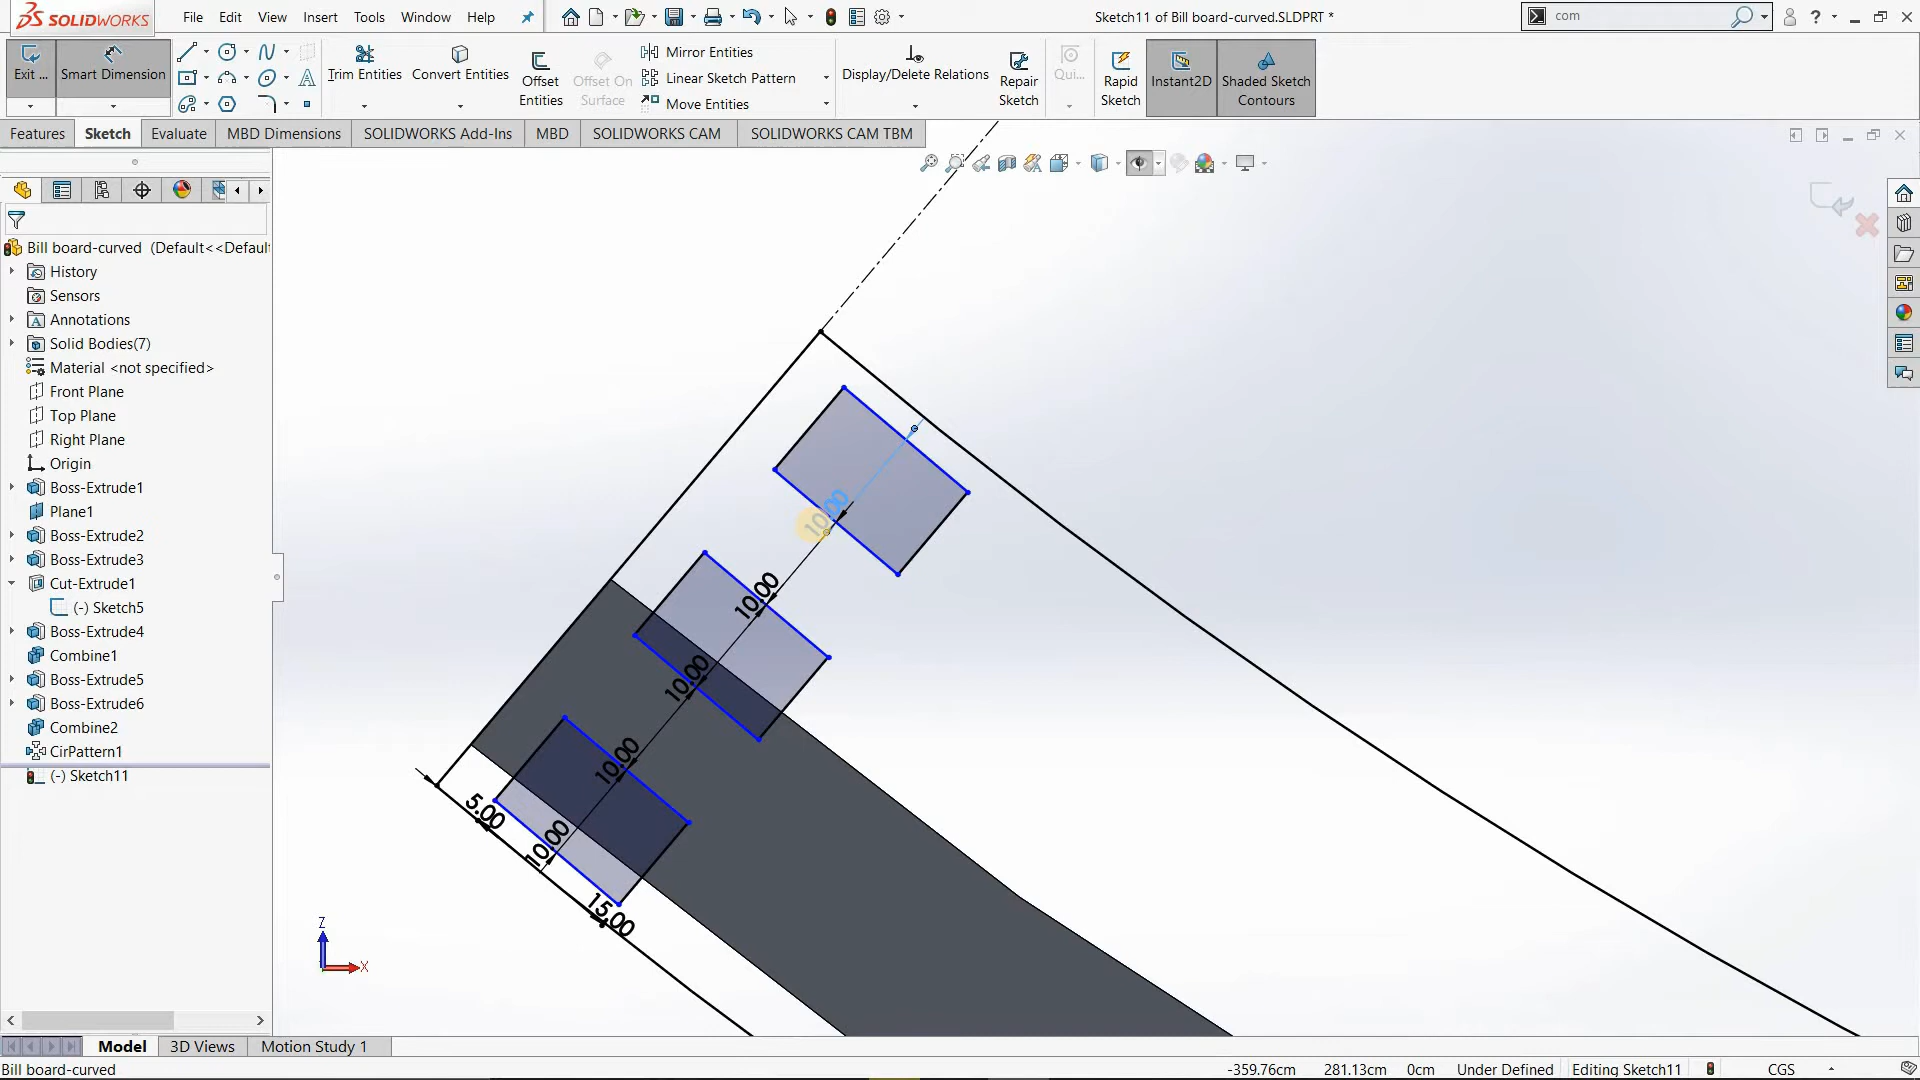 SOLIDWORKS
File Edit View Insert Tools Window Help
Sketch11 of Bill board-curved.SLDPRT *
com
Exit ...
Smart Dimension
Trim Entities
Convert Entities
Offset Entities
Offset On Surface
Mirror Entities
Linear Sketch Pattern
Move Entities
Display/Delete Relations
Repair Sketch
Qui...
Rapid Sketch
Instant2D
Shaded Sketch Contours
Features Sketch Evaluate MBD Dimensions SOLIDWORKS Add-Ins MBD SOLIDWORKS CAM SOLIDWORKS CAM TBM
Bill board-curved (Default<<Defaul
History
Sensors
Annotations
Solid Bodies(7)
Material <not specified>
Front Plane
Top Plane
Right Plane
Origin
Boss-Extrude1
Plane1
Boss-Extrude2
Boss-Extrude3
Cut-Extrude1
(-) Sketch5
Boss-Extrude4
Combine1
Boss-Extrude5
Boss-Extrude6
Combine2
CirPattern1
(-) Sketch11
10.00
10.00
10.00
10.00
10.00
5.00
15.00
Z
X
Model 3D Views Motion Study 1
Bill board-curved
-359.76cm 281.13cm 0cm Under Defined Editing Sketch11 CGS